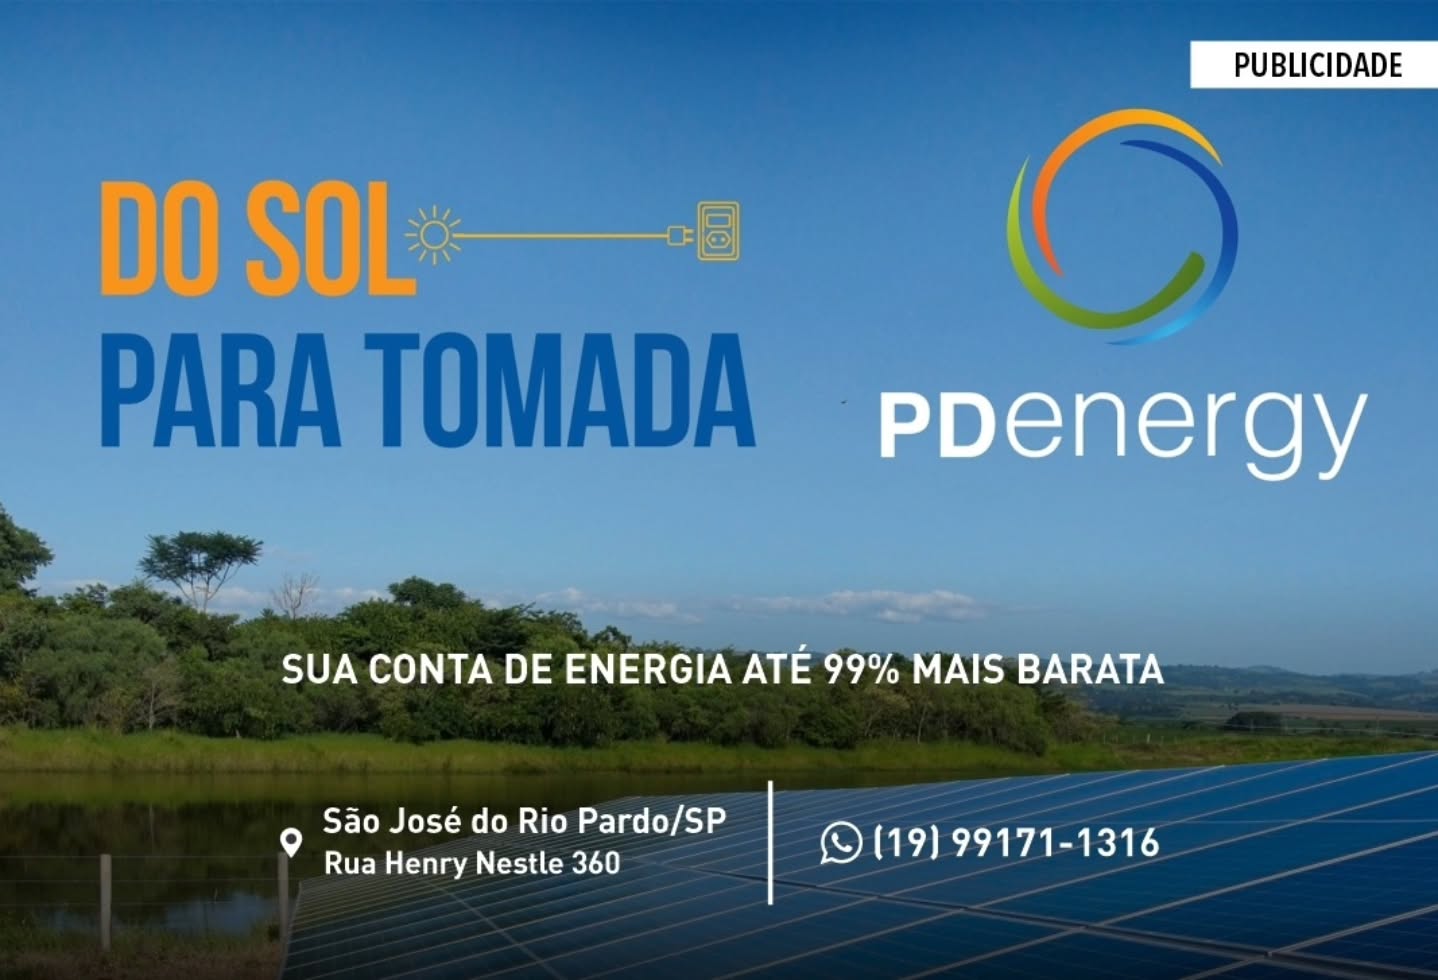 PUBLICIDADE
DO SOL
PARA TOMADA
PDenergy
SUA CONTA DE ENERGIA ATÉ 99% MAIS BARATA
São José do Rio Pardo/SP
Rua Henry Nestle 360
(19) 99171-1316